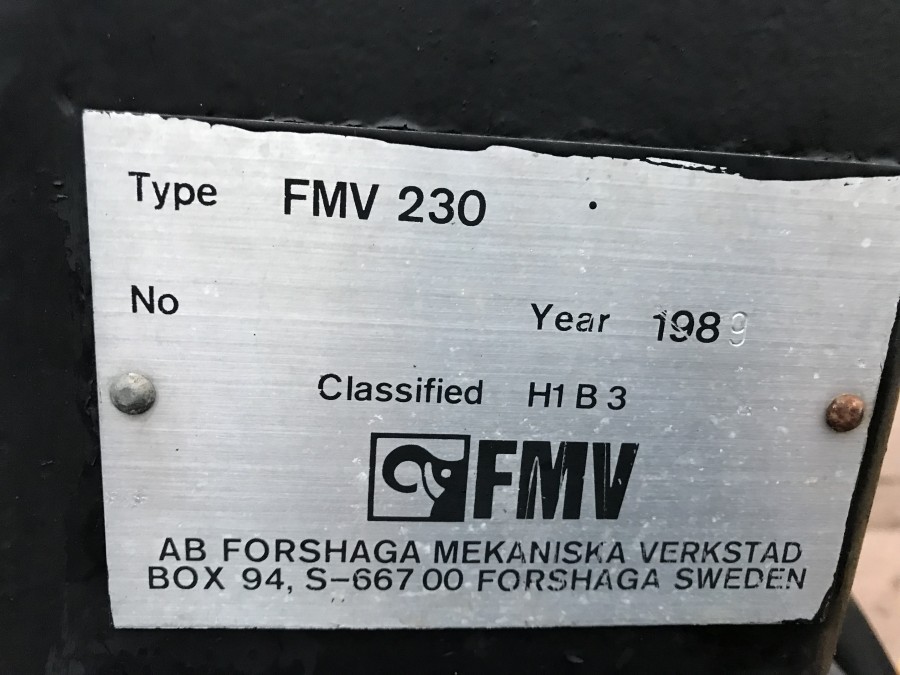 Type FMV 230
No
Year 1989
Classified H1 B 3
FMV
AB FORSHAGA MEKANISKA VERKSTAD
BOX 94, S-667 00 FORSHAGA SWEDEN